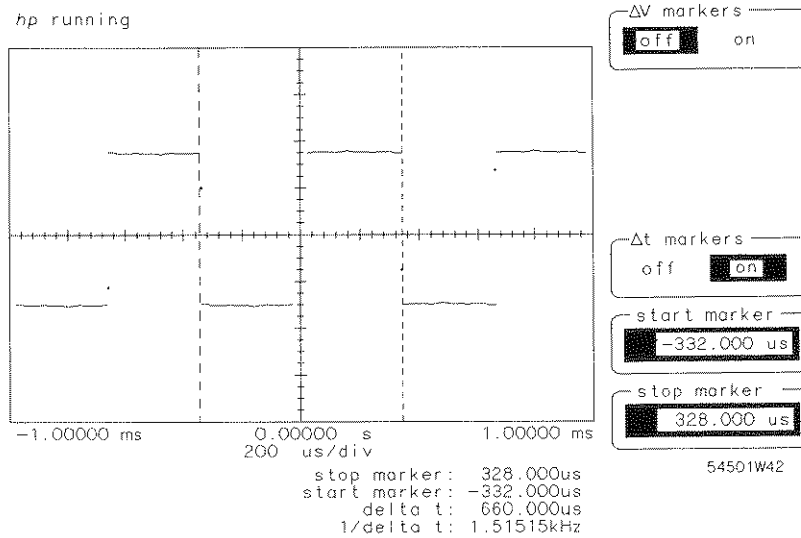 hp running
ΔV markers
off on
Δt markers
off on
start marker
-332.000 us
stop marker
328.000 us
-1.00000 ms 0.00000 s 1.00000 ms
200 us/div
stop marker: 328.000us
start marker: -332.000us
delta t: 660.000us
1/delta t: 1.51515kHz
54501W42